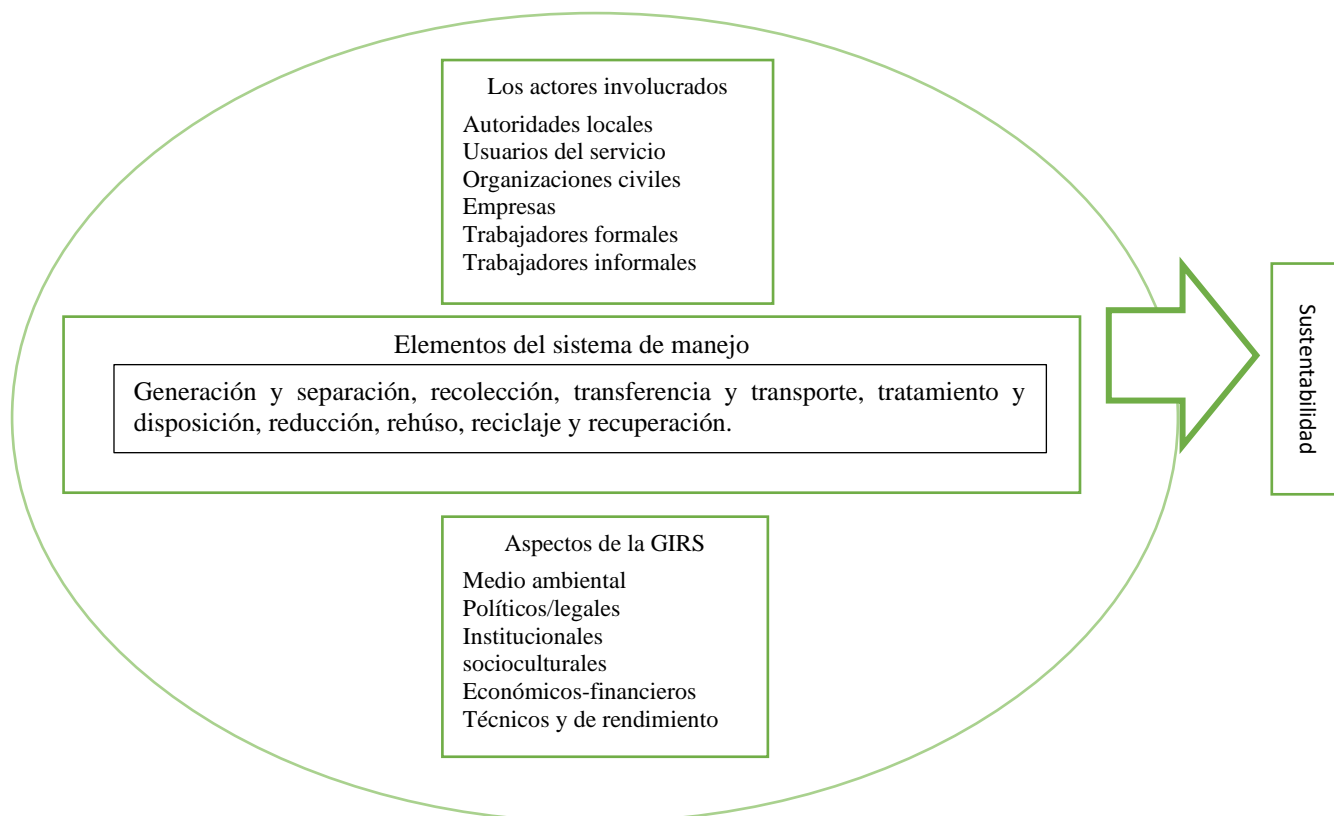 Los actores involucrados
Autoridades locales
Usuarios del servicio
Organizaciones civiles
Empresas
Trabajadores formales
Trabajadores informales
Elementos del sistema de manejo
Generación y separación, recolección, transferencia y transporte, tratamiento y
disposición, reducción, rehúso, reciclaje y recuperación.
Aspectos de la GIRS
Medio ambiental
Políticos/legales
Institucionales
socioculturales
Económicos-financieros
Técnicos y de rendimiento
Sustentabilidad